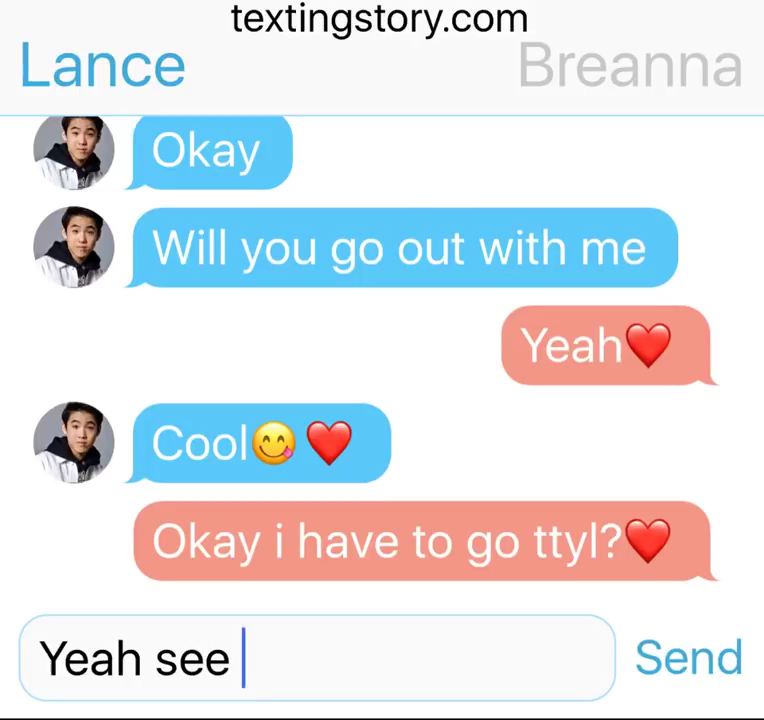 textingstory.com
Lance Breanna
Okay
Will you go out with me
Yeah❤️
Cool😋❤️
Okay i have to go ttyl?❤️
Yeah see
Send